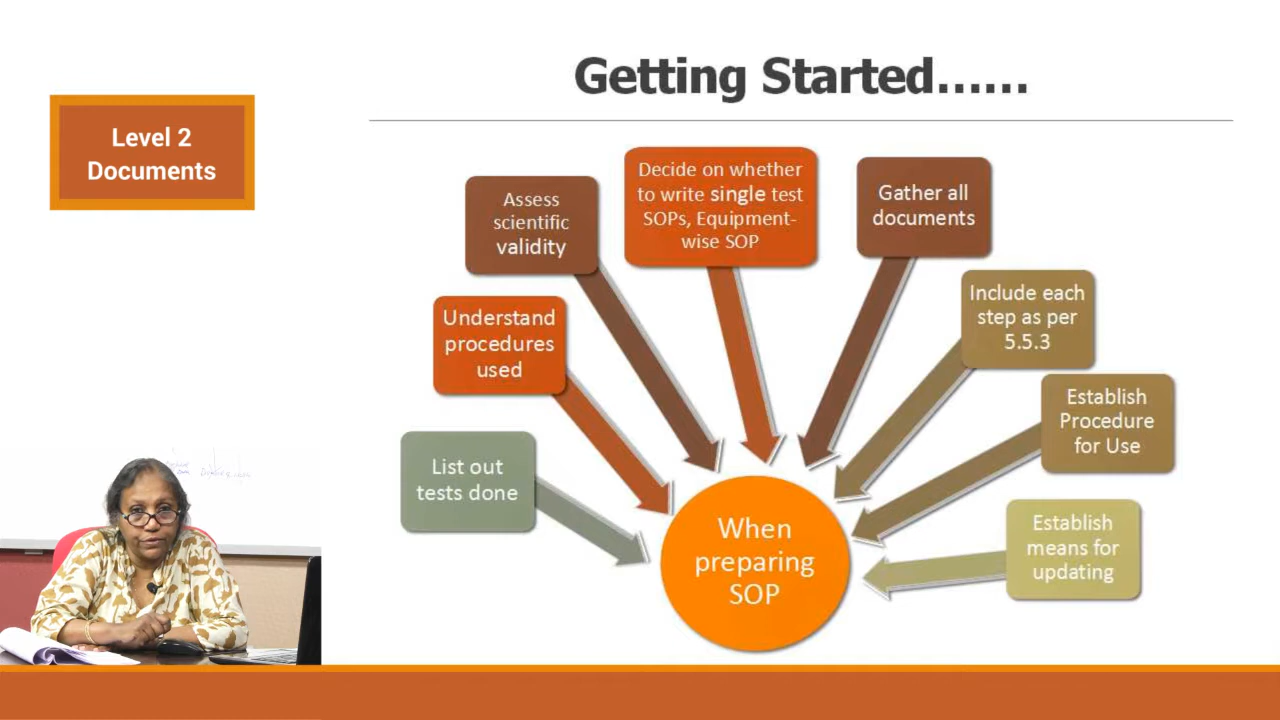 Getting Started......
Level 2
Documents
Assess
scientific
validity
Decide on whether
to write single test
SOPs, Equipment-
wise SOP
Gather all
documents
Understand
procedures
used
Include each
step as per
5.5.3
List out
tests done
Establish
Procedure
for Use
When
preparing
SOP
Establish
means for
updating